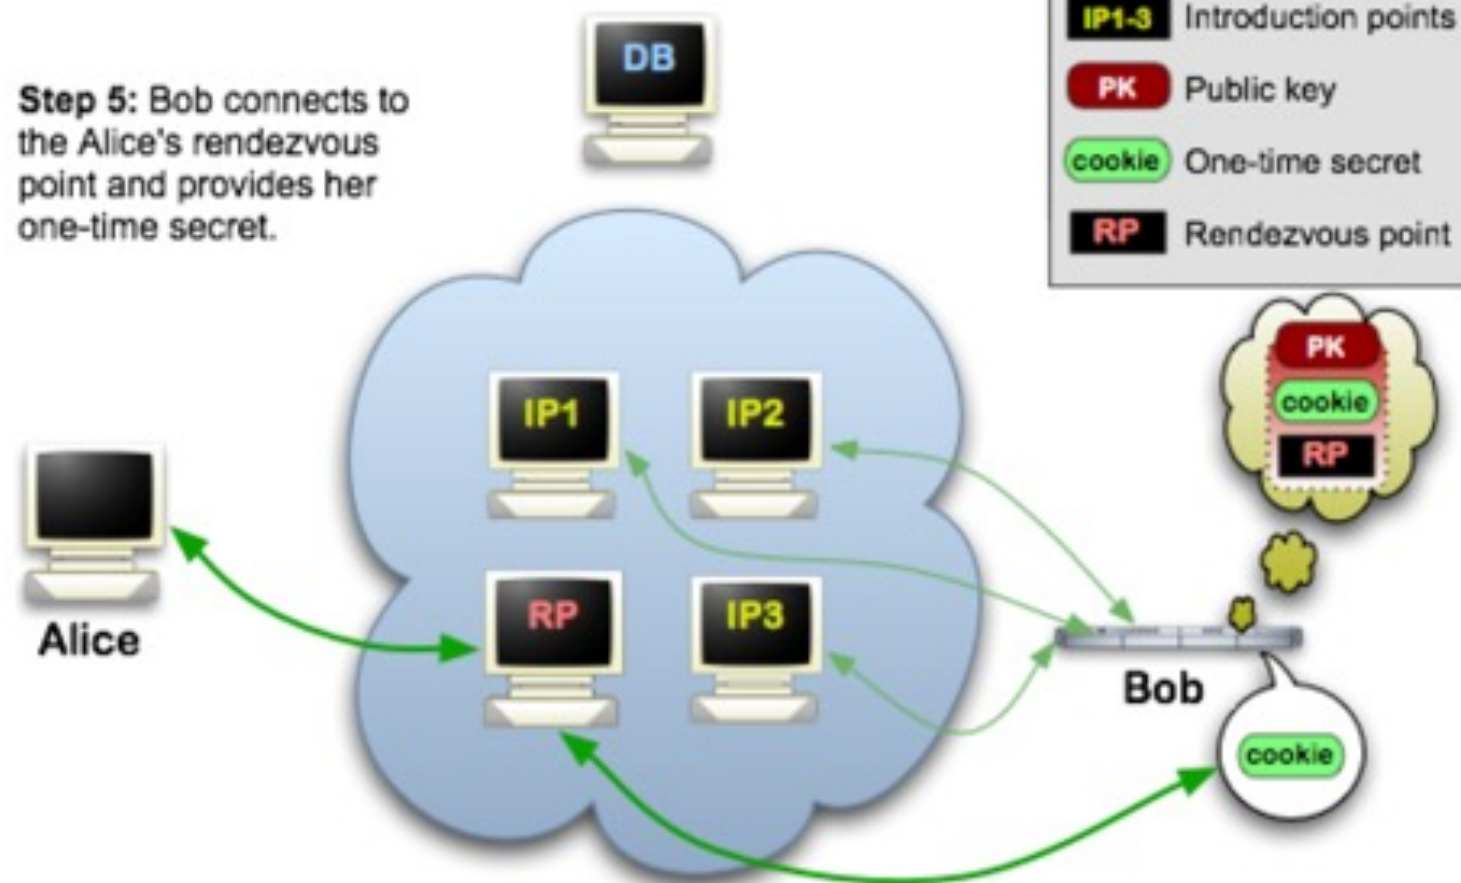 DB
Step 5: Bob connects to
the Alice's rendezvous
point and provides her
one-time secret.
IP1-3 Introduction points
PK Public key
cookie One-time secret
RP Rendezvous point
PK
cookie
RP
IP1 IP2
RP IP3
Alice
Bob
cookie